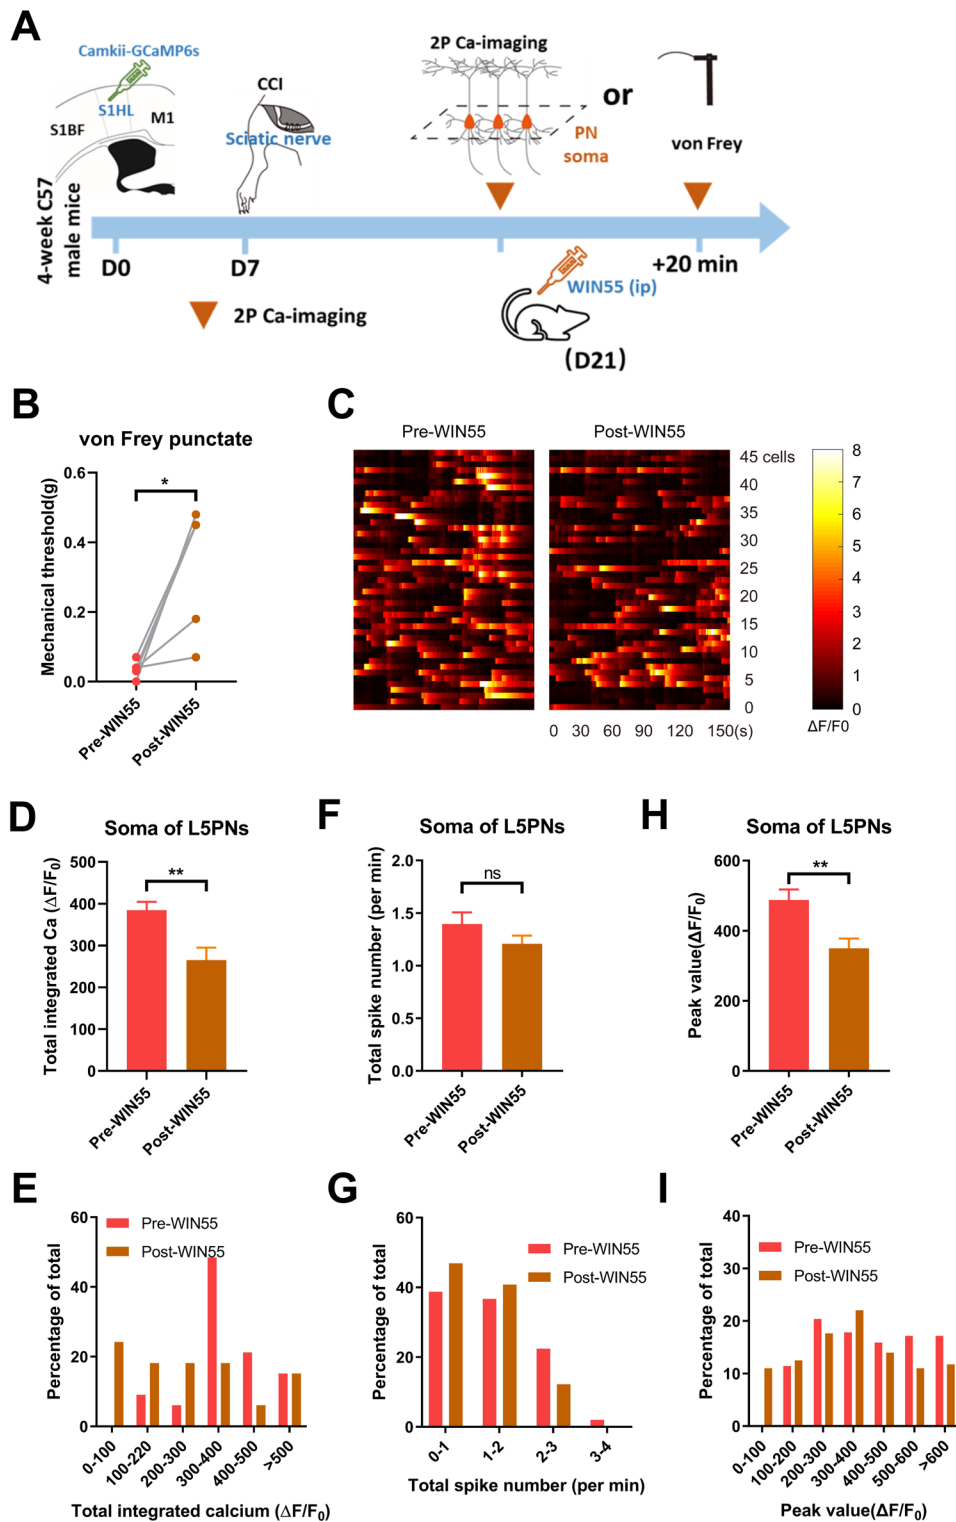 A
Camkii-GCaMP6s
S1HL
S1BF
M1
CCI
Sciatic nerve
2P Ca-imaging
or
PN
soma
von Frey
4-week C57
male mice
D0
D7
+20 min
WIN55 (ip)
2P Ca-imaging
(D21)
B
von Frey punctate
Mechanical threshold(g)
0.6
0.4
0.2
0.0
*
Pre-WIN55
Post-WIN55
C
Pre-WIN55
Post-WIN55
45 cells
40
35
30
25
20
15
10
5
0
0 30 60 90 120 150(s)
8
7
6
5
4
3
2
1
0
ΔF/F0
D
Soma of L5PNs
Total integrated Ca (ΔF/F0)
500
400
300
200
100
0
**
Pre-WIN55
Post-WIN55
F
Soma of L5PNs
Total spike number (per min)
2.0
1.5
1.0
0.5
0.0
ns
Pre-WIN55
Post-WIN55
H
Soma of L5PNs
Peak value(ΔF/F0)
600
400
200
0
**
Pre-WIN55
Post-WIN55
E
Percentage of total
60
40
20
0
Pre-WIN55
Post-WIN55
0-100
100-220
200-300
300-400
400-500
>500
Total integrated calcium (ΔF/F0)
G
Percentage of total
60
40
20
0
Pre-WIN55
Post-WIN55
0-1
1-2
2-3
3-4
Total spike number (per min)
I
Percentage of total
40
30
20
10
0
Pre-WIN55
Post-WIN55
0-100
100-200
200-300
300-400
400-500
500-600
>600
Peak value(ΔF/F0)